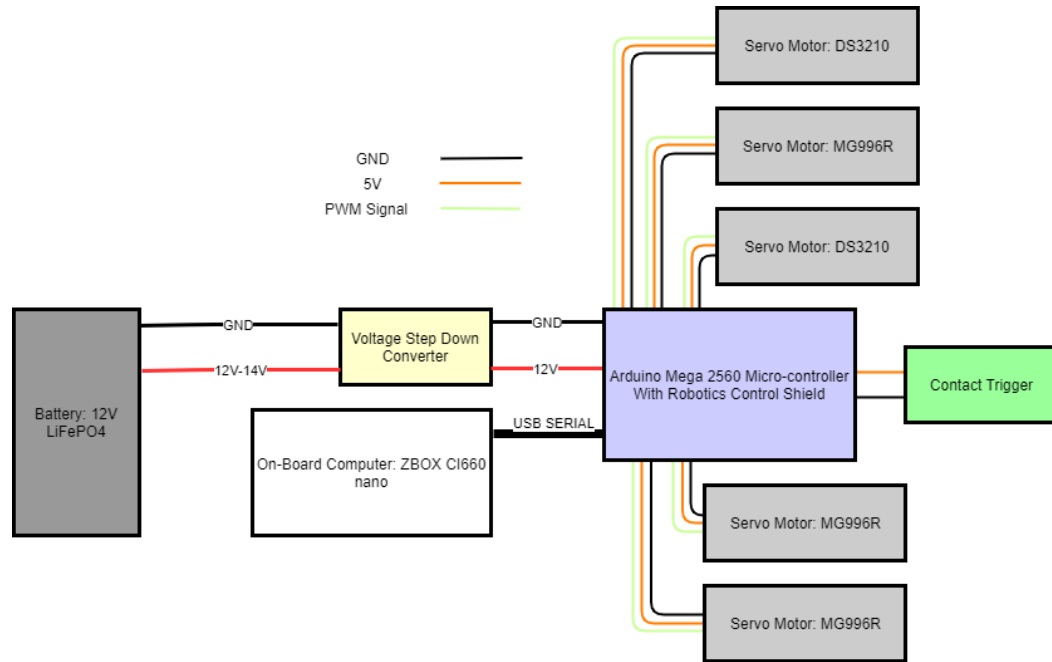 Servo Motor: DS3210
Servo Motor: MG996R
GND
5V
PWM Signal
Servo Motor: DS3210
Battery: 12V
LiFePO4
GND
12V-14V
Voltage Step Down
Converter
GND
12V
USB SERIAL
On-Board Computer: ZBOX CI660
nano
Arduino Mega 2560 Micro-controller
With Robotics Control Shield
Contact Trigger
Servo Motor: MG996R
Servo Motor: MG996R